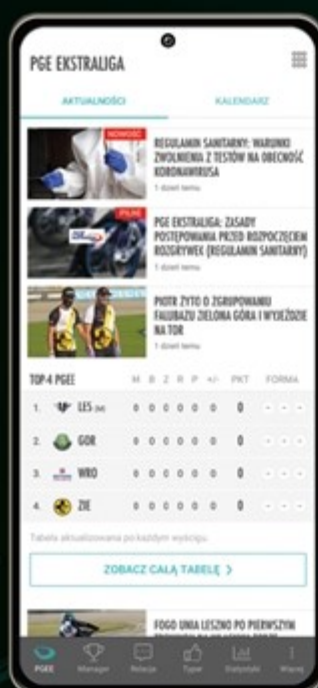 PGE EKSTRALIGA
AKTUALNOŚCI KALENDARZ
NOWOŚĆ
REGULAMIN SANITARNY: WARUNKI
ZWOLNIENIA Z TESTÓW NA OBECNOŚĆ
KORONAWIRUSA
1 dzień temu
PILNE
PGE EKSTRALIGA: ZASADY
POSTĘPOWANIA PRZED ROZPOCZĘCIEM
ROZGRYWEK (REGULAMIN SANITARNY)
1 dzień temu
PIOTR ŻYTO O ZGRUPOWANIU
FALUBAZU ZIELONA GÓRA I WYJEŹDZIE
NA TOR
1 dzień temu
TOP-4 PGEE M B Z R P +/- PKT FORMA
1. LES (M) 0 0 0 0 0 0 0 - - -
2. GOR 0 0 0 0 0 0 0 - - -
3. WRO 0 0 0 0 0 0 0 - - -
4. ZIE 0 0 0 0 0 0 0 - - -
Tabela aktualizowana po każdym wyścigu.
ZOBACZ CAŁĄ TABELĘ >
FOGO UNIA LESZNO PO PIERWSZYM
PGEE Manager Relacje Typer Statystyki Więcej